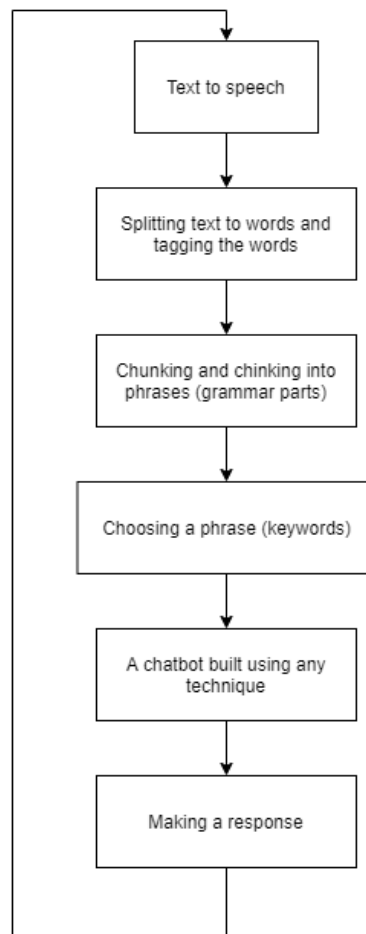 Text to speech
Splitting text to words and
tagging the words
Chunking and chinking into
phrases (grammar parts)
Choosing a phrase (keywords)
A chatbot built using any
technique
Making a response